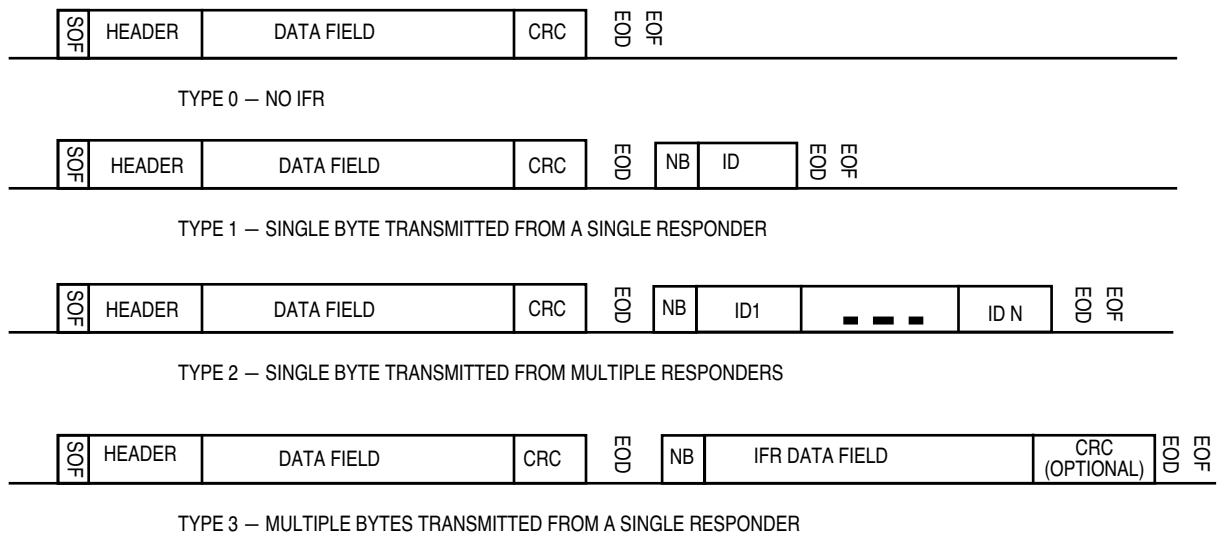 SOF HEADER DATA FIELD CRC EOD EOF
TYPE 0 — NO IFR
SOF HEADER DATA FIELD CRC EOD NB ID EOD EOF
TYPE 1 — SINGLE BYTE TRANSMITTED FROM A SINGLE RESPONDER
SOF HEADER DATA FIELD CRC EOD NB ID1 ID N EOD EOF
TYPE 2 — SINGLE BYTE TRANSMITTED FROM MULTIPLE RESPONDERS
SOF HEADER DATA FIELD CRC EOD NB IFR DATA FIELD CRC (OPTIONAL) EOD EOF
TYPE 3 — MULTIPLE BYTES TRANSMITTED FROM A SINGLE RESPONDER